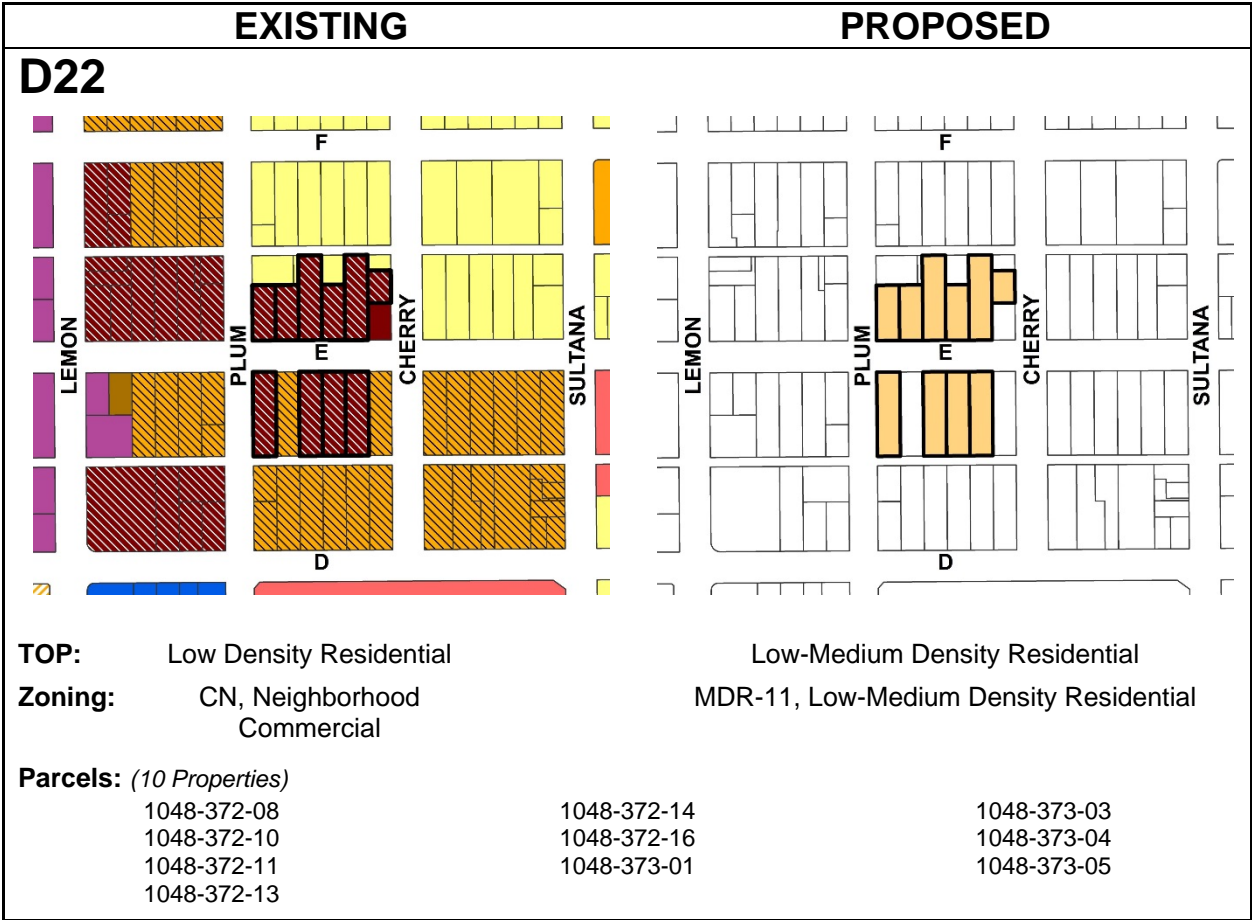 EXISTING
PROPOSED
D22
F
LEMON
PLUM
E
CHERRY
SULTANA
D
F
LEMON
PLUM
E
CHERRY
SULTANA
D
TOP: Low Density Residential
Low-Medium Density Residential
Zoning: CN, Neighborhood
Commercial
MDR-11, Low-Medium Density Residential
Parcels: (10 Properties)
1048-372-08
1048-372-10
1048-372-11
1048-372-13
1048-372-14
1048-372-16
1048-373-01
1048-373-03
1048-373-04
1048-373-05